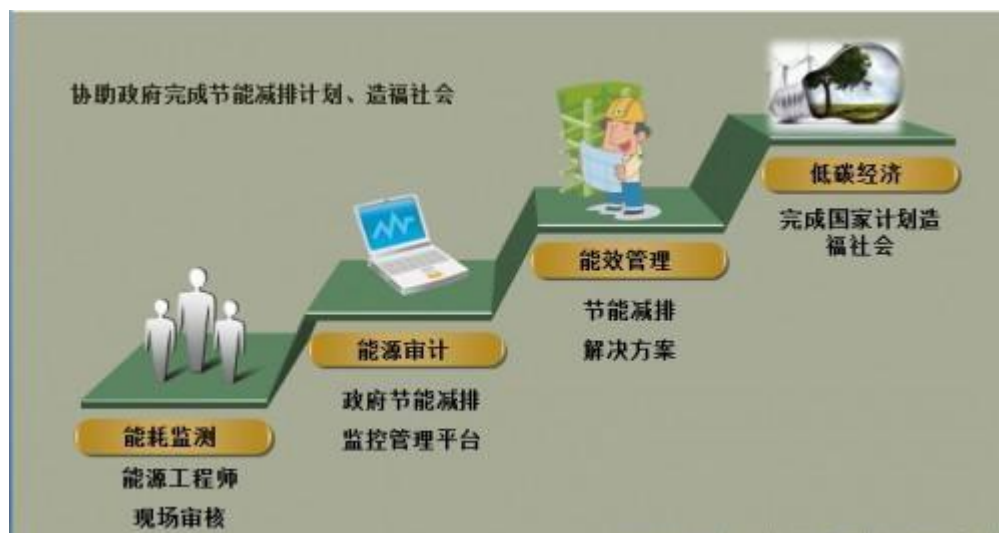 协助政府完成节能减排计划、造福社会
低碳经济
完成国家计划造
福社会
能效管理
节能减排
解决方案
能源审计
政府节能减排
监控管理平台
能耗监测
能源工程师
现场审核